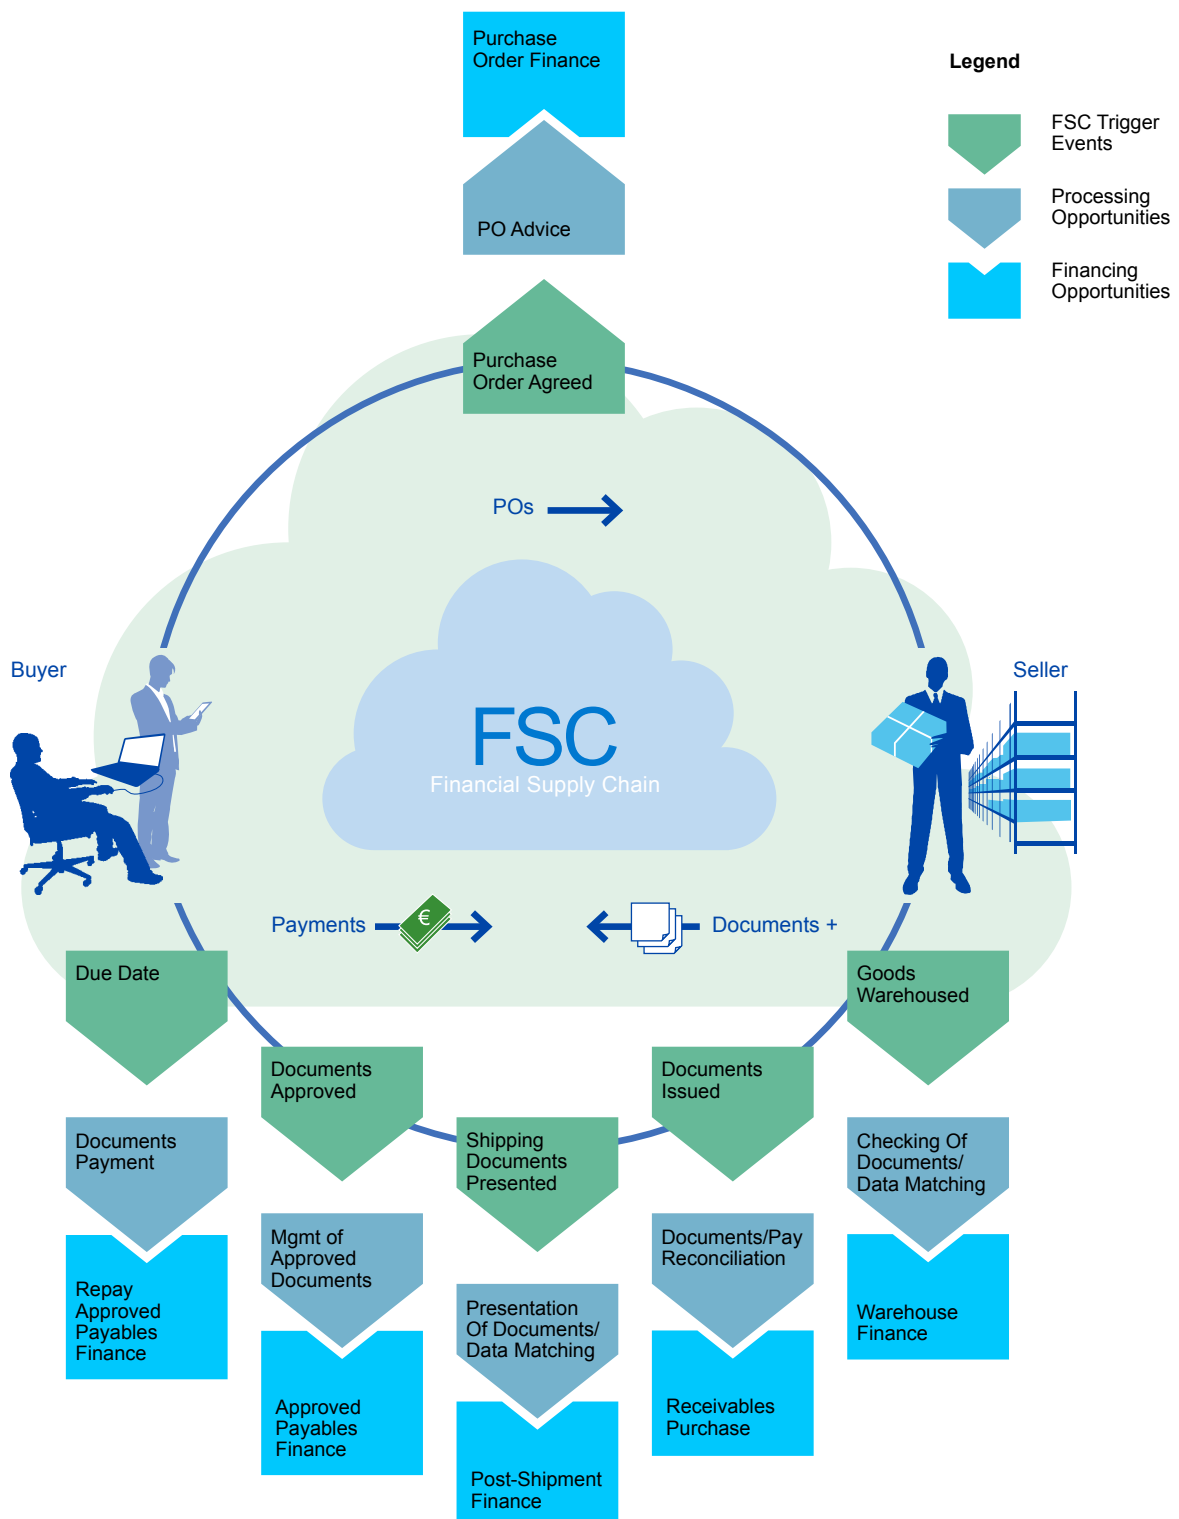 Purchase
Order Finance
Legend
FSC Trigger
Events
Processing
Opportunities
Financing
Opportunities
PO Advice
Purchase
Order Agreed
POs
Buyer
Seller
FSC
Financial Supply Chain
Payments
€
Documents +
Due Date
Goods
Warehoused
Documents
Approved
Documents
Issued
Shipping
Documents
Presented
Documents
Payment
Checking Of
Documents/
Data Matching
Mgmt of
Approved
Documents
Documents/Pay
Reconciliation
Presentation
Of Documents/
Data Matching
Repay
Approved
Payables
Finance
Warehouse
Finance
Approved
Payables
Finance
Receivables
Purchase
Post-Shipment
Finance